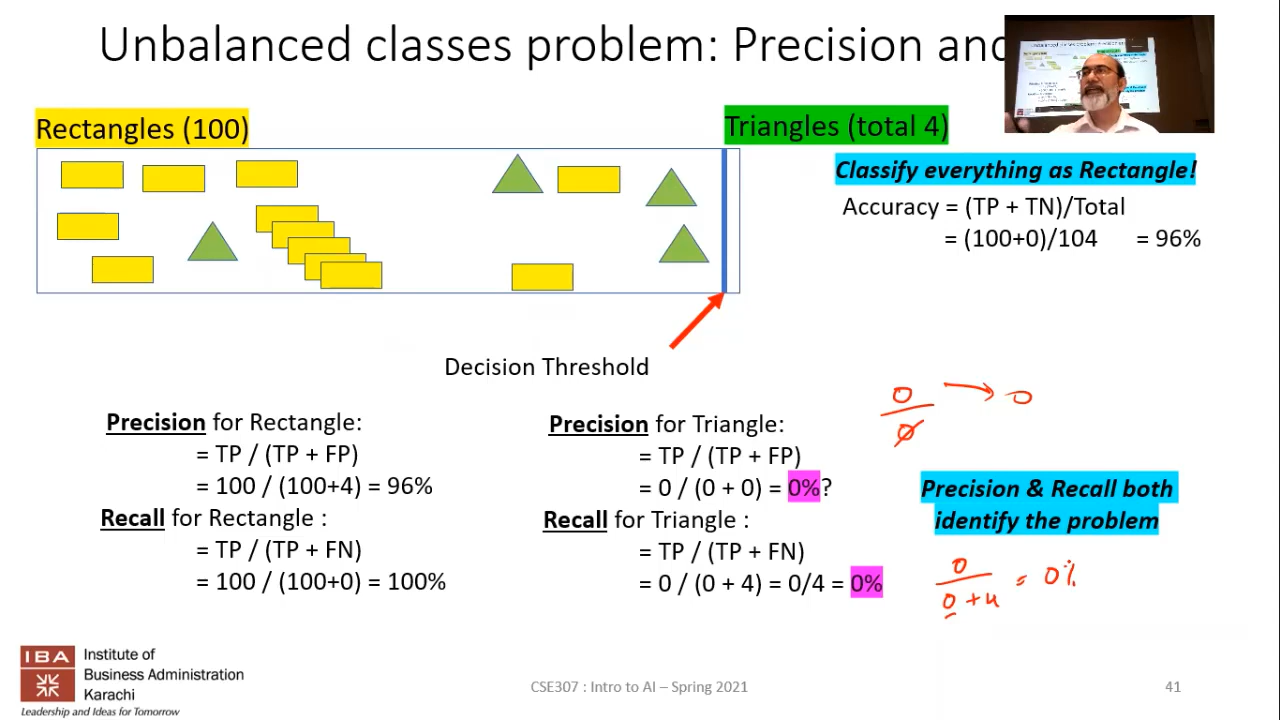 Unbalanced classes problem: Precision and
Rectangles (100)
Triangles (total 4)
Classify everything as Rectangle!
Accuracy = (TP + TN)/Total
= (100+0)/104 = 96%
Decision Threshold
Precision for Rectangle:
= TP / (TP + FP)
= 100 / (100+4) = 96%
Recall for Rectangle :
= TP / (TP + FN)
= 100 / (100+0) = 100%
Precision for Triangle:
= TP / (TP + FP)
= 0 / (0 + 0) = 0%?
Recall for Triangle :
= TP / (TP + FN)
= 0 / (0 + 4) = 0/4 = 0%
0 → 0
0
Precision & Recall both
identify the problem
0
0 + 4 = 0%
IBA
Institute of
Business Administration
Karachi
Leadership and Ideas for Tomorrow
CSE307 : Intro to AI – Spring 2021
41